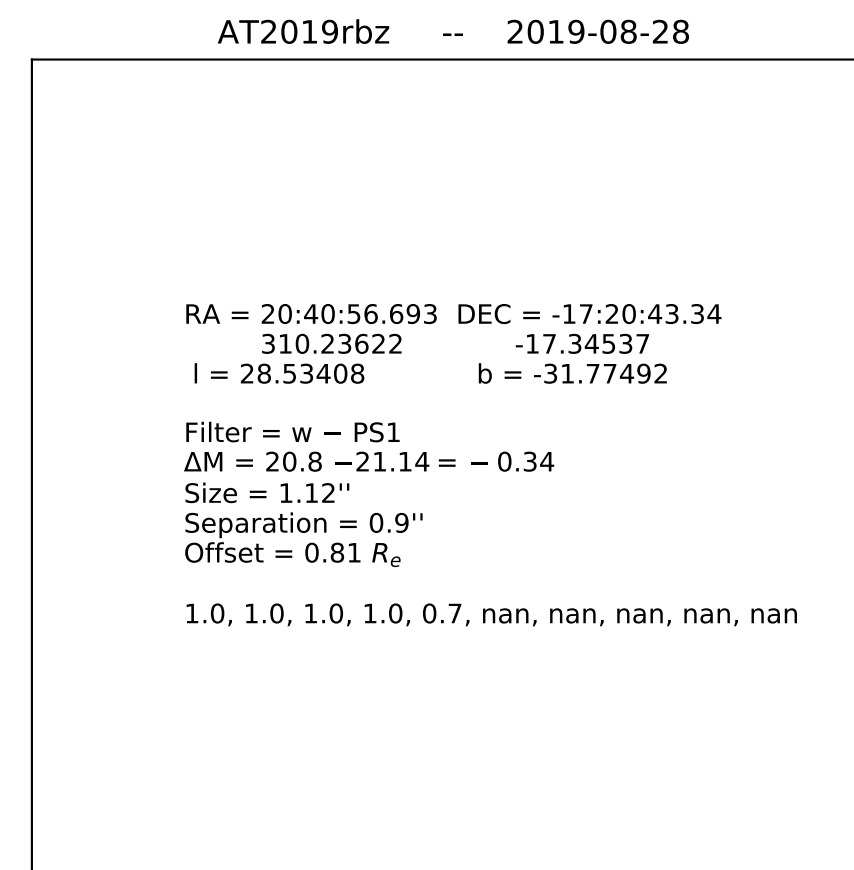 AT2019rbz -- 2019-08-28
RA = 20:40:56.693 DEC = -17:20:43.34
310.23622 -17.34537
l = 28.53408 b = -31.77492
Filter = w − PS1
ΔM = 20.8 −21.14 = − 0.34
Size = 1.12''
Separation = 0.9''
Offset = 0.81 Rₑ
1.0, 1.0, 1.0, 1.0, 0.7, nan, nan, nan, nan, nan